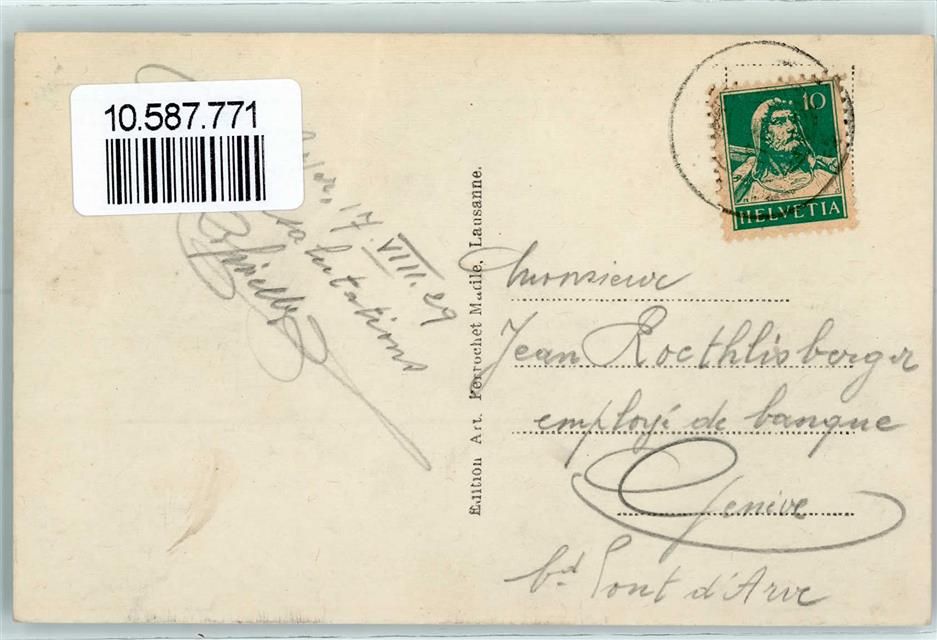 10.587.771
17.VIII.29
salutations
10
HELVETIA
Edition Art. Perrochet Matile, Lausanne.
Monsieur
Jean Roethlisberger
employé de banque
Genève
bd Pont d'Arve